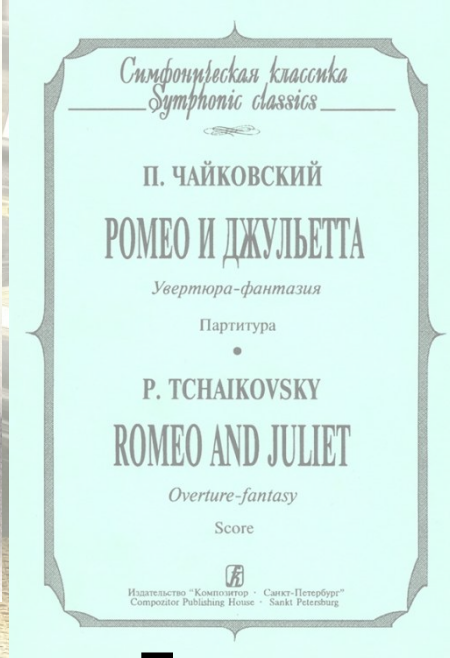 Симфоническая классика
Symphonic classics
П. ЧАЙКОВСКИЙ
РОМЕО И ДЖУЛЬЕТТА
Увертюра-фантазия
Партитура
P. TCHAIKOVSKY
ROMEO AND JULIET
Overture-fantasy
Score
Издательство "Композитор · Санкт-Петербург"
Compozitor Publishing House · Sankt Petersburg